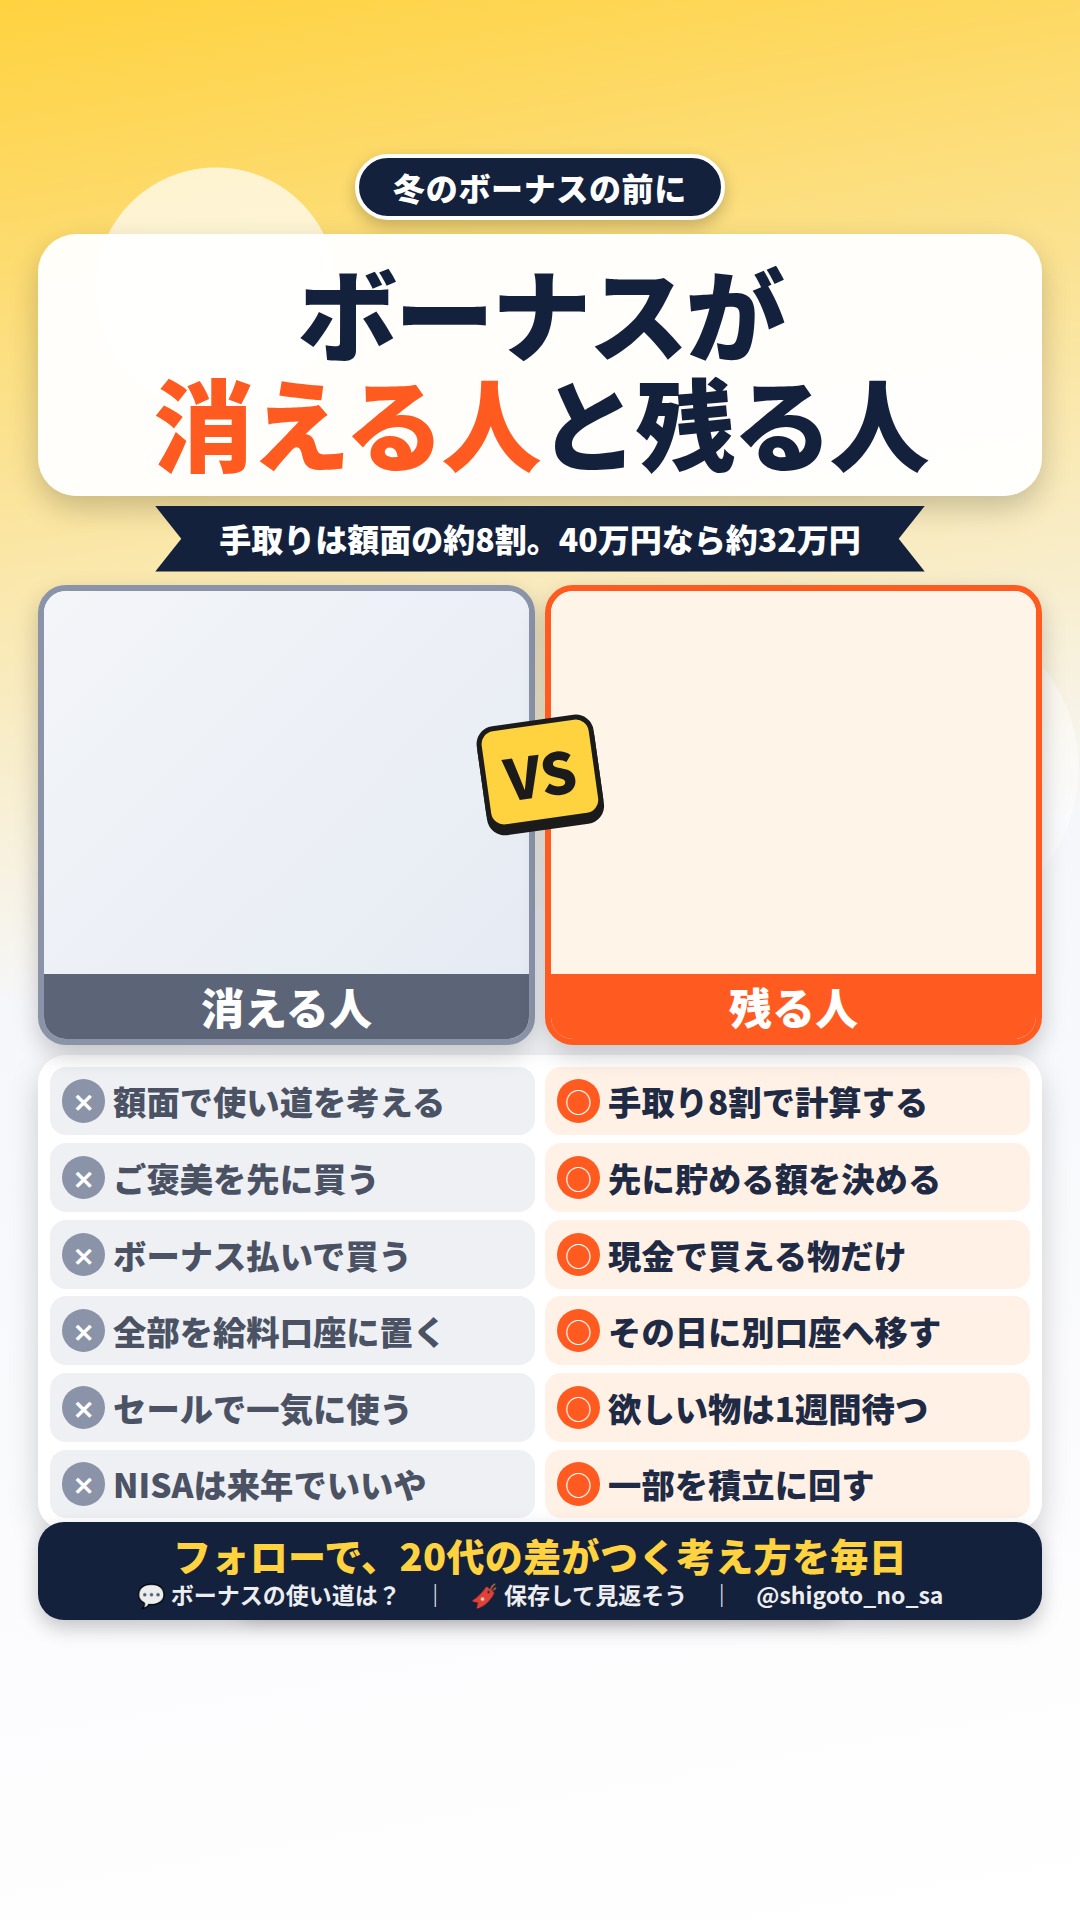 冬のボーナスの前に
ボーナスが
消える人と残る人
手取りは額面の約8割。40万円なら約32万円
VS
消える人
残る人
× 額面で使い道を考える
○ 手取り8割で計算する
× ご褒美を先に買う
○ 先に貯める額を決める
× ボーナス払いで買う
○ 現金で買える物だけ
× 全部を給料口座に置く
○ その日に別口座へ移す
× セールで一気に使う
○ 欲しい物は1週間待つ
× NISAは来年でいいや
○ 一部を積立に回す
フォローで、20代の差がつく考え方を毎日
💬 ボーナスの使い道は？ ｜ 🔖 保存して見返そう ｜ @shigoto_no_sa